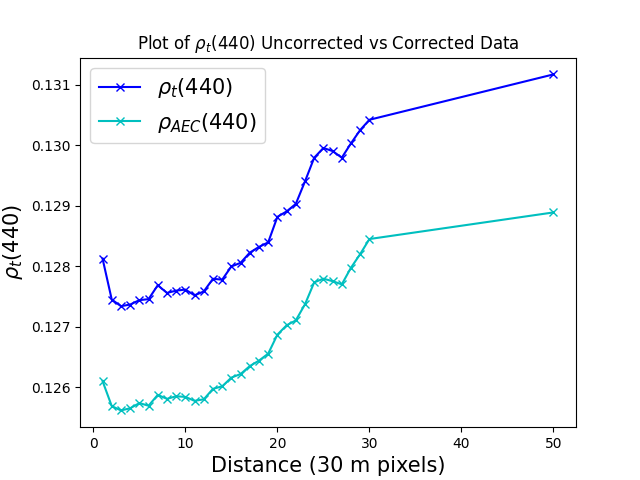 Plot of ρt(440) Uncorrected vs Corrected Data
ρt(440)
ρAEC(440)
0.131
0.130
0.129
0.128
0.127
0.126
ρt(440)
0 10 20 30 40 50
Distance (30 m pixels)